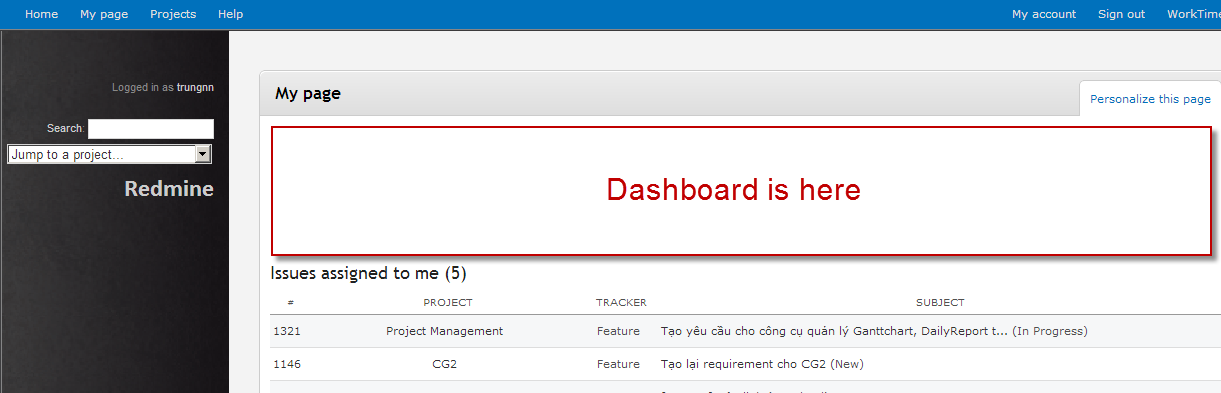 Home My page Projects Help My account Sign out WorkTime
Logged in as trungnn
Search:
Jump to a project...
Redmine
My page
Personalize this page
Dashboard is here
Issues assigned to me (5)
# PROJECT TRACKER SUBJECT
1321 Project Management Feature Tạo yêu cầu cho công cụ quản lý Ganttchart, DailyReport t... (In Progress)
1146 CG2 Feature Tạo lại requirement cho CG2 (New)